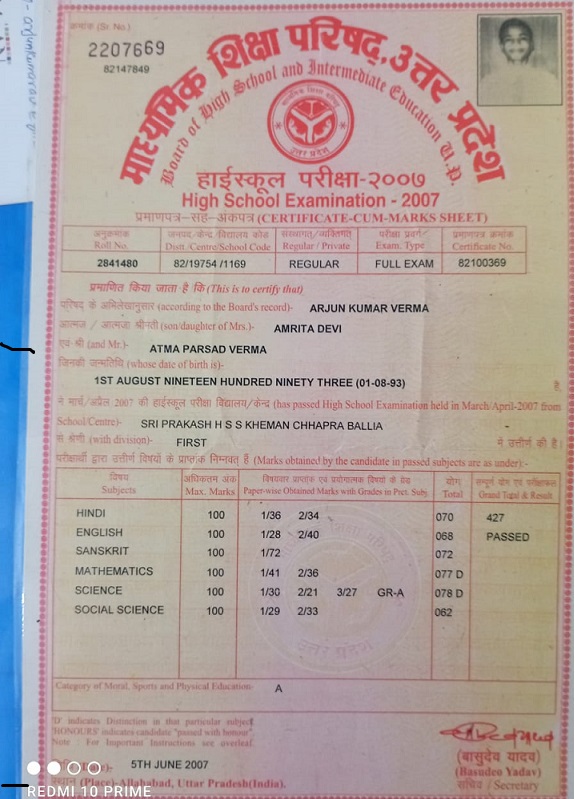 क्रमांक (Sr. No.)
2207669
82147849
माध्यमिक शिक्षा परिषद्, उत्तर प्रदेश
Board of High School and Intermediate Education U.P.
हाईस्कूल परीक्षा-२००७
High School Examination - 2007
प्रमाणपत्र-सह-अंकपत्र (CERTIFICATE-CUM-MARKS SHEET)
अनुक्रमांक जनपद/केन्द्र/विद्यालय कोड संस्थागत/व्यक्तिगत परीक्षा प्रवर्ग प्रमाणपत्र क्रमांक
Roll No. Distt./Centre/School Code Regular / Private Exam. Type Certificate No.
2841480 82/19754 /1169 REGULAR FULL EXAM 82100369
प्रमाणित किया जाता है कि (This is to certify that)
परिषद के अभिलेखानुसार (according to the Board's record)- ARJUN KUMAR VERMA
आत्मज / आत्मजा श्रीमती (son/daughter of Mrs.)- AMRITA DEVI
एवं श्री (and Mr.)- ATMA PARSAD VERMA
जिनकी जन्मतिथि (whose date of birth is)-
1ST AUGUST NINETEEN HUNDRED NINETY THREE (01-08-93) है,
ने मार्च/अप्रैल 2007 की हाईस्कूल परीक्षा विद्यालय/केन्द्र (has passed High School Examination held in March/April-2007 from
School/Centre)- SRI PRAKASH H S S KHEMAN CHHAPRA BALLIA
से श्रेणी (with division)- FIRST ने उत्तीर्ण की है।
परीक्षार्थी द्वारा उत्तीर्ण विषयों के प्राप्तांक निम्नवत् हैं (Marks obtained by the candidate in passed subjects are as under):-
विषय अधिकतम अंक विषयवार प्राप्तांक एवं प्रयोगात्मक विषयों के ग्रेड योग सम्पूर्ण योग एवं परीक्षाफल
Subjects Max. Marks Paper-wise Obtained Marks with Grades in Pract. Subj. Total Grand Total & Result
HINDI 100 1/36 2/34 070 427
ENGLISH 100 1/28 2/40 068 PASSED
SANSKRIT 100 1/72 072
MATHEMATICS 100 1/41 2/36 077 D
SCIENCE 100 1/30 2/21 3/27 GR-A 078 D
SOCIAL SCIENCE 100 1/29 2/33 062
उत्तर प्रदेश
Category of Moral, Sports and Physical Education- A
'D' indicates Distinction in that particular subject
'HONOURS' indicates candidate "passed with honour"
Note : For Important Instructions see overleaf.
5TH JUNE 2007
स्थान (Place)-Allahabad, Uttar Pradesh(India).
(बासुदेव यादव)
(Basudeo Yadav)
सचिव / Secretary
REDMI 10 PRIME